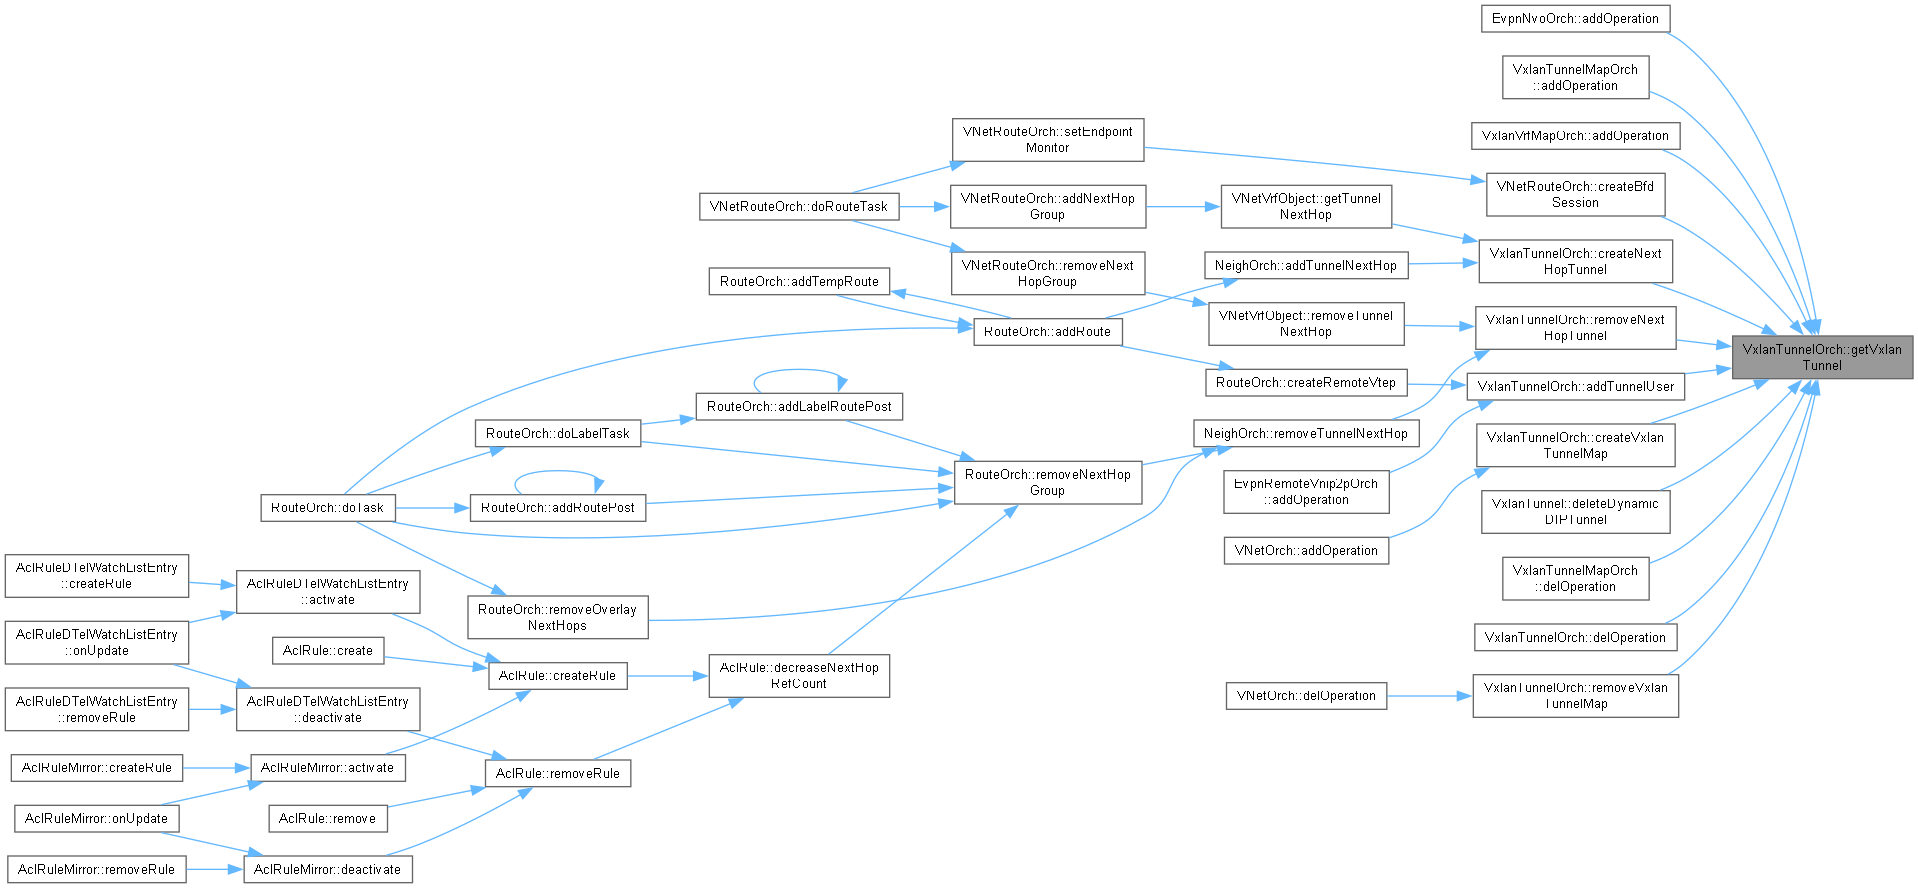 EvpnNvoOrch::addOperation
VxlanTunnelMapOrch
::addOperation
VxlanVrfMapOrch::addOperation
VNetRouteOrch::setEndpoint
Monitor
VNetRouteOrch::createBfd
Session
VNetRouteOrch::doRouteTask
VNetRouteOrch::addNextHop
Group
VNetVrfObject::getTunnel
NextHop
VxlanTunnelOrch::createNext
HopTunnel
NeighOrch::addTunnelNextHop
VNetRouteOrch::removeNext
HopGroup
RouteOrch::addTempRoute
VNetVrfObject::removeTunnel
NextHop
VxlanTunnelOrch::removeNext
HopTunnel
RouteOrch::addRoute
VxlanTunnelOrch::getVxlan
Tunnel
RouteOrch::createRemoteVtep
VxlanTunnelOrch::addTunnelUser
RouteOrch::addLabelRoutePost
RouteOrch::doLabelTask
NeighOrch::removeTunnelNextHop
VxlanTunnelOrch::createVxlan
TunnelMap
RouteOrch::removeNextHop
Group
EvpnRemoteVnip2pOrch
::addOperation
RouteOrch::doTask
RouteOrch::addRoutePost
VxlanTunnel::deleteDynamic
DIPTunnel
VNetOrch::addOperation
AclRuleDTelWatchListEntry
::createRule
AclRuleDTelWatchListEntry
::activate
VxlanTunnelMapOrch
::delOperation
RouteOrch::removeOverlay
NextHops
AclRuleDTelWatchListEntry
::onUpdate
AclRule::create
VxlanTunnelOrch::delOperation
AclRule::createRule
AclRule::decreaseNextHop
RefCount
AclRuleDTelWatchListEntry
::removeRule
AclRuleDTelWatchListEntry
::deactivate
VNetOrch::delOperation
VxlanTunnelOrch::removeVxlan
TunnelMap
AclRuleMirror::createRule
AclRuleMirror::activate
AclRule::removeRule
AclRuleMirror::onUpdate
AclRule::remove
AclRuleMirror::removeRule
AclRuleMirror::deactivate